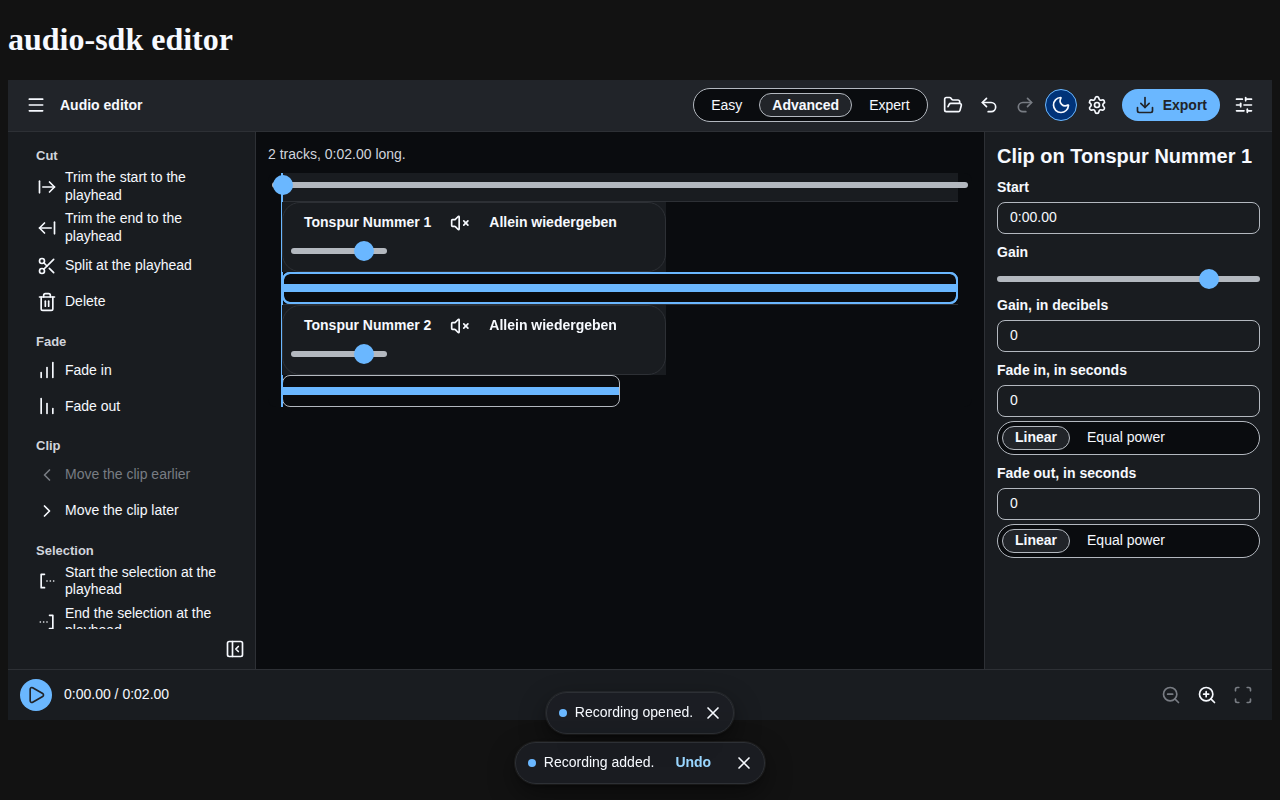 audio-sdk editor
Audio editor
Easy
Advanced
Expert
Export
Cut
Trim the start to the
playhead
Trim the end to the
playhead
Split at the playhead
Delete
Fade
Fade in
Fade out
Clip
Move the clip earlier
Move the clip later
Selection
Start the selection at the
playhead
End the selection at the
playhead
2 tracks, 0:02.00 long.
Tonspur Nummer 1
Allein wiedergeben
Tonspur Nummer 2
Allein wiedergeben
Clip on Tonspur Nummer 1
Start
0:00.00
Gain
Gain, in decibels
0
Fade in, in seconds
0
Linear
Equal power
Fade out, in seconds
0
Linear
Equal power
0:00.00 / 0:02.00
Recording opened.
Recording added.
Undo